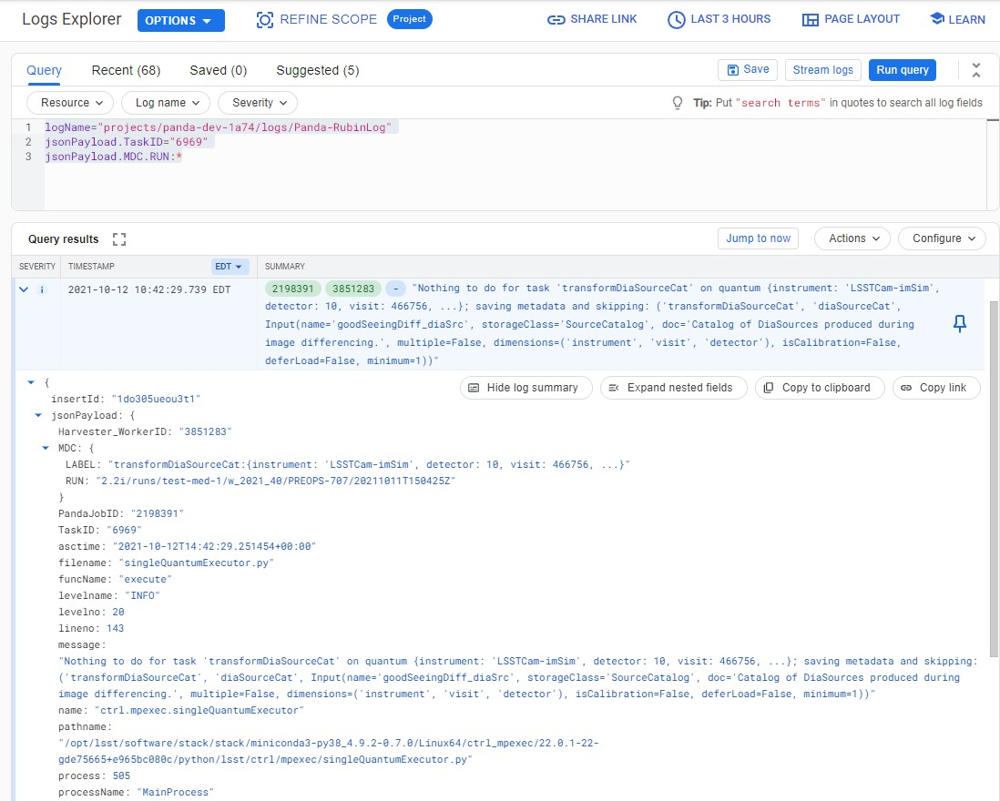 Logs Explorer OPTIONS REFINE SCOPE Project SHARE LINK LAST 3 HOURS PAGE LAYOUT LEARN
Query Recent (68) Saved (0) Suggested (5) Save Stream logs Run query
Resource Log name Severity Tip: Put "search terms" in quotes to search all log fields
1 logName="projects/panda-dev-1a74/logs/Panda-RubinLog"
2 jsonPayload.TaskID="6969"
3 jsonPayload.MDC.RUN:*
Query results Jump to now Actions Configure
SEVERITY TIMESTAMP EDT SUMMARY
i 2021-10-12 10:42:29.739 EDT 2198391 3851283 - "Nothing to do for task 'transformDiaSourceCat' on quantum {instrument: 'LSSTCam-imSim',
detector: 10, visit: 466756, ...}; saving metadata and skipping: ('transformDiaSourceCat', 'diaSourceCat',
Input(name='goodSeeingDiff_diaSrc', storageClass='SourceCatalog', doc='Catalog of DiaSources produced during
image differencing.', multiple=False, dimensions=('instrument', 'visit', 'detector'), isCalibration=False,
deferLoad=False, minimum=1))"
{ Hide log summary Expand nested fields Copy to clipboard Copy link
insertId: "1do305ueou3t1"
jsonPayload: {
Harvester_WorkerID: "3851283"
MDC: {
LABEL: "transformDiaSourceCat:{instrument: 'LSSTCam-imSim', detector: 10, visit: 466756, ...}"
RUN: "2.2i/runs/test-med-1/w_2021_40/PREOPS-707/20211011T150425Z"
}
PandaJobID: "2198391"
TaskID: "6969"
asctime: "2021-10-12T14:42:29.251454+00:00"
filename: "singleQuantumExecutor.py"
funcName: "execute"
levelname: "INFO"
levelno: 20
lineno: 143
message:
"Nothing to do for task 'transformDiaSourceCat' on quantum {instrument: 'LSSTCam-imSim', detector: 10, visit: 466756, ...}; saving metadata and skipping:
('transformDiaSourceCat', 'diaSourceCat', Input(name='goodSeeingDiff_diaSrc', storageClass='SourceCatalog', doc='Catalog of DiaSources produced during
image differencing.', multiple=False, dimensions=('instrument', 'visit', 'detector'), isCalibration=False, deferLoad=False, minimum=1))"
name: "ctrl.mpexec.singleQuantumExecutor"
pathname:
"/opt/lsst/software/stack/stack/miniconda3-py38_4.9.2-0.7.0/Linux64/ctrl_mpexec/22.0.1-22-
gde75665+e965bc080c/python/lsst/ctrl/mpexec/singleQuantumExecutor.py"
process: 505
processName: "MainProcess"